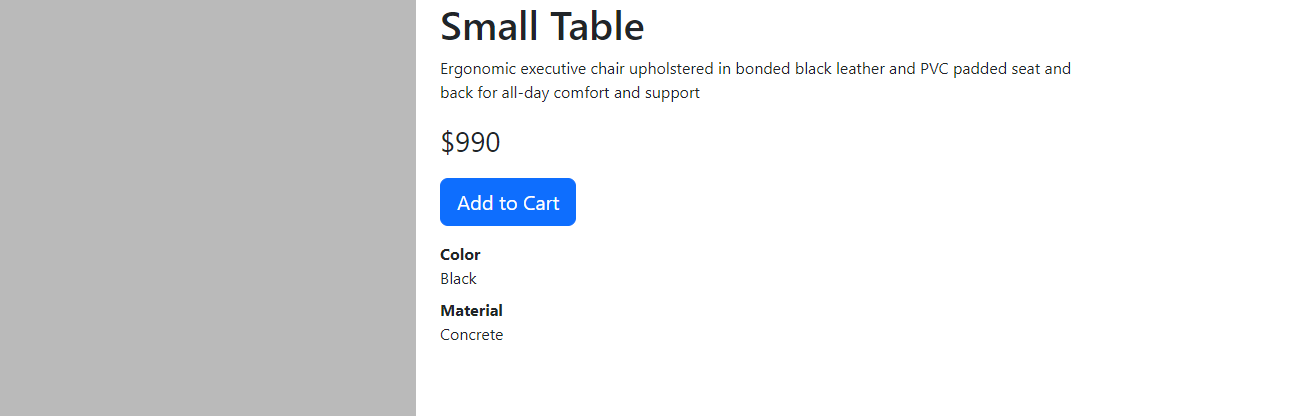 Small Table
Ergonomic executive chair upholstered in bonded black leather and PVC padded seat and
back for all-day comfort and support
$990
Add to Cart
Color
Black
Material
Concrete